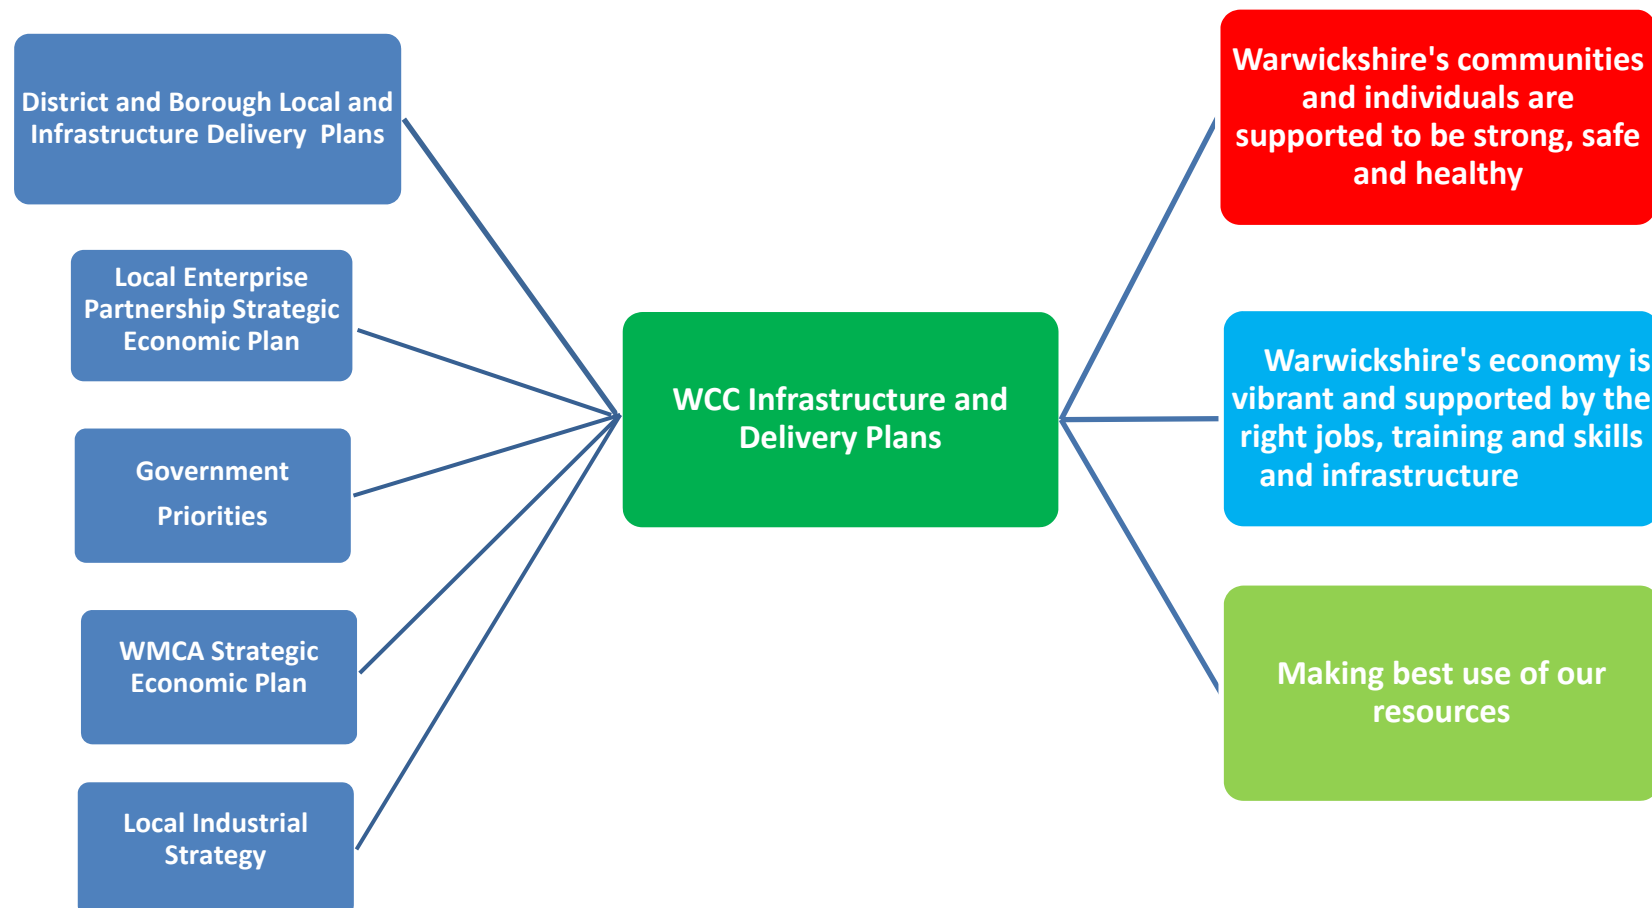 District and Borough Local and
Infrastructure Delivery Plans
Local Enterprise
Partnership Strategic
Economic Plan
Government
Priorities
WMCA Strategic
Economic Plan
Local Industrial
Strategy
WCC Infrastructure and
Delivery Plans
Warwickshire's communities
and individuals are
supported to be strong, safe
and healthy
Warwickshire's economy is
vibrant and supported by the
right jobs, training and skills
and infrastructure
Making best use of our
resources